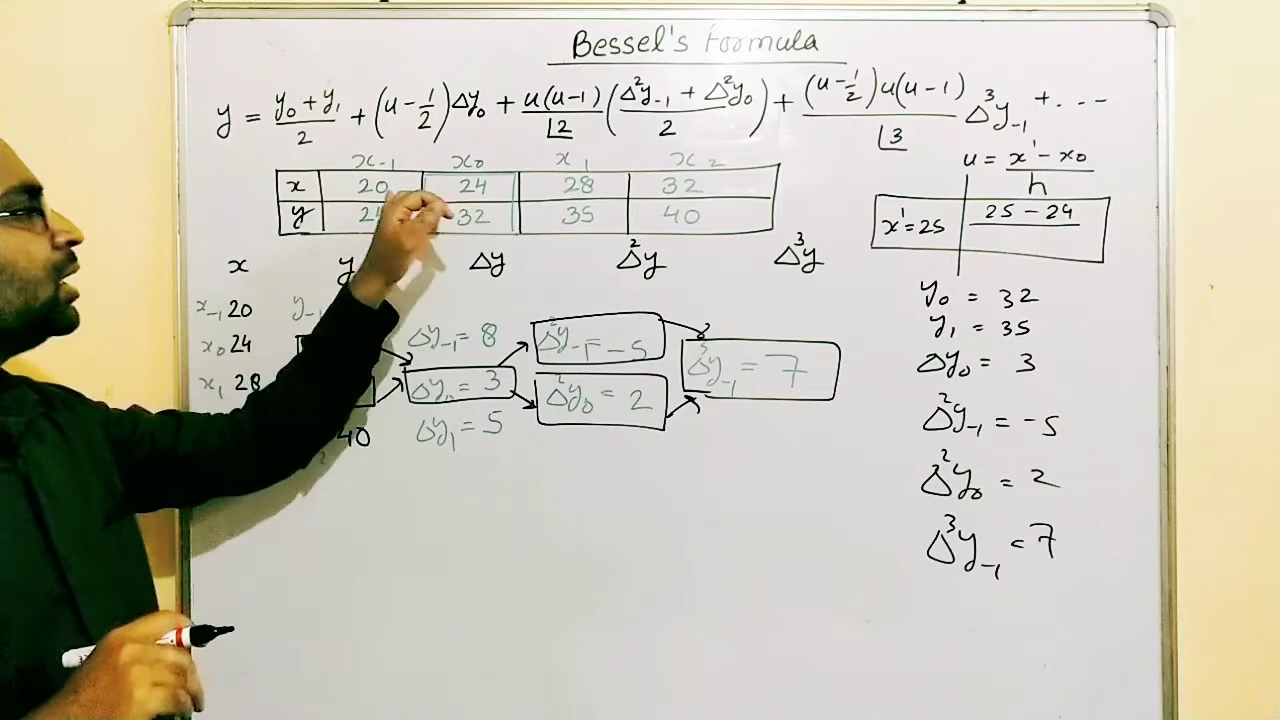 Bessel's Formula
y = (y₀ + y₁)/2 + (u - 1/2) Δy₀ + u(u-1)/⌊2 ((Δ²y₋₁ + Δ²y₀)/2) + (u - 1/2)u(u-1)/⌊3 Δ³y₋₁ + ...
x₋₁ x₀ x₁ x₂
x 20 24 28 32
y 32 35 40
u = (x' - x₀)/h
x' = 25 25 - 24
x y Δy Δ²y Δ³y
x₋₁ 20 y₋₁
x₀ 24 Δy₋₁ = 8 Δ²y₋₁ = -5
x₁ 28 Δy₀ = 3 Δ²y₀ = 2 Δ³y₋₁ = 7
40 Δy₁ = 5
y₀ = 32
y₁ = 35
Δy₀ = 3
Δ²y₋₁ = -5
Δ²y₀ = 2
Δ³y₋₁ = 7